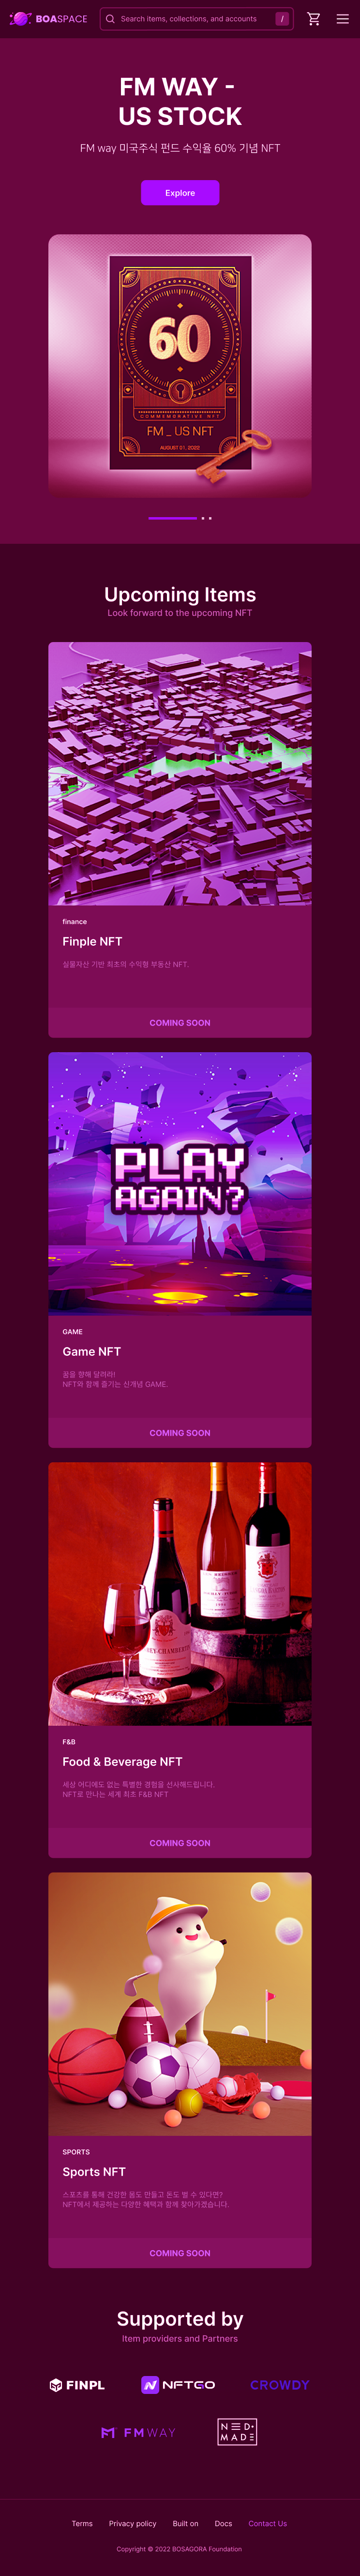 BOASPACE
Search items, collections, and accounts
/
FM WAY -
US STOCK
FM way 미국주식 펀드 수익율 60% 기념 NFT
Explore
60
COMMEMORATIVE NFT
FM _ US NFT
AUGUST 01, 2022
Upcoming Items
Look forward to the upcoming NFT
finance
Finple NFT
실물자산 기반 최초의 수익형 부동산 NFT.
COMING SOON
PLAY
AGAIN?
GAME
Game NFT
꿈을 향해 달려라!
NFT와 함께 즐기는 신개념 GAME.
COMING SOON
F&B
Food & Beverage NFT
세상 어디에도 없는 특별한 경험을 선사해드립니다.
NFT로 만나는 세계 최초 F&B NFT
COMING SOON
SPORTS
Sports NFT
스포츠를 통해 건강한 몸도 만들고 돈도 벌 수 있다면?
NFT에서 제공하는 다양한 혜택과 함께 찾아가겠습니다.
COMING SOON
Supported by
Item providers and Partners
FINPL
NFTGO
CROWDY
FMWAY
NED•
MADE
Terms
Privacy policy
Built on
Docs
Contact Us
Copyright © 2022 BOSAGORA Foundation